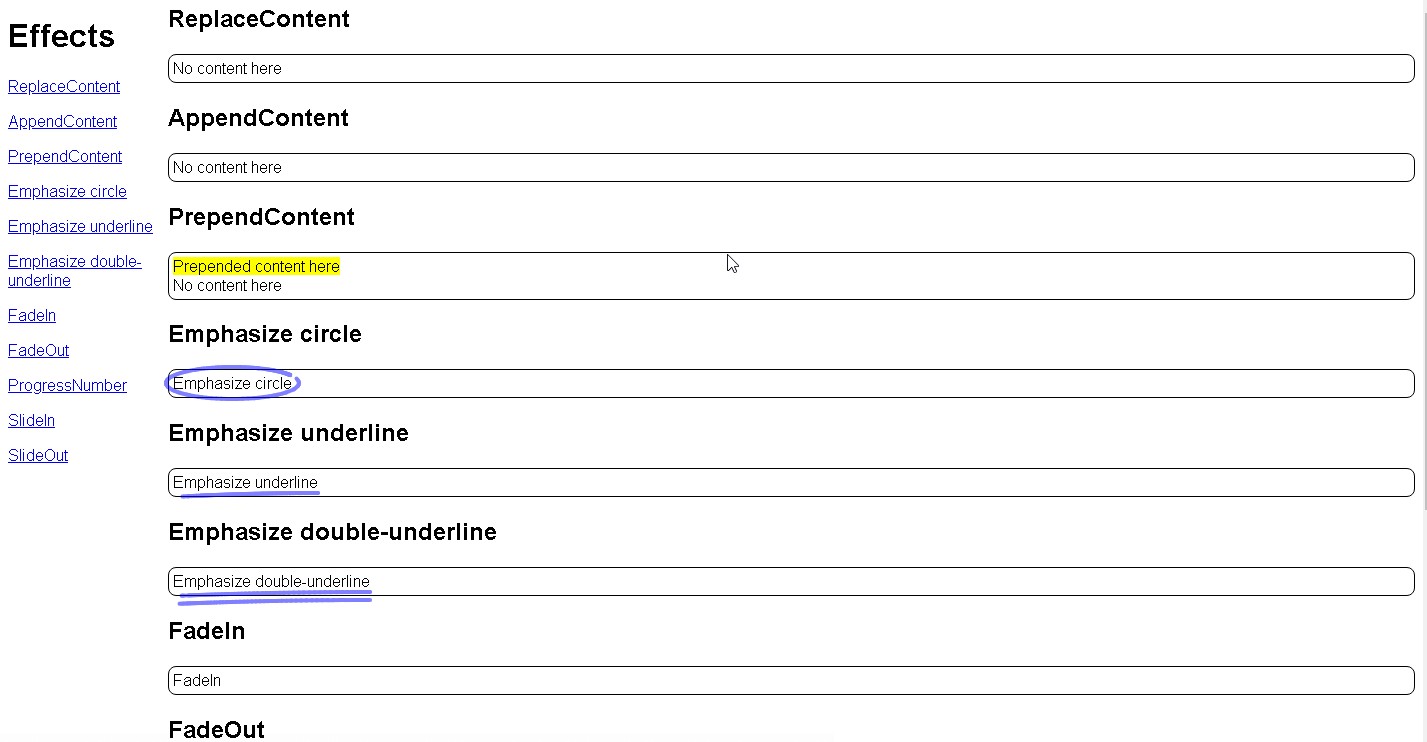 Effects
ReplaceContent
AppendContent
PrependContent
Emphasize circle
Emphasize underline
Emphasize double-
underline
FadeIn
FadeOut
ProgressNumber
SlideIn
SlideOut
ReplaceContent
No content here
AppendContent
No content here
PrependContent
Prepended content here
No content here
Emphasize circle
Emphasize circle
Emphasize underline
Emphasize underline
Emphasize double-underline
Emphasize double-underline
FadeIn
FadeIn
FadeOut